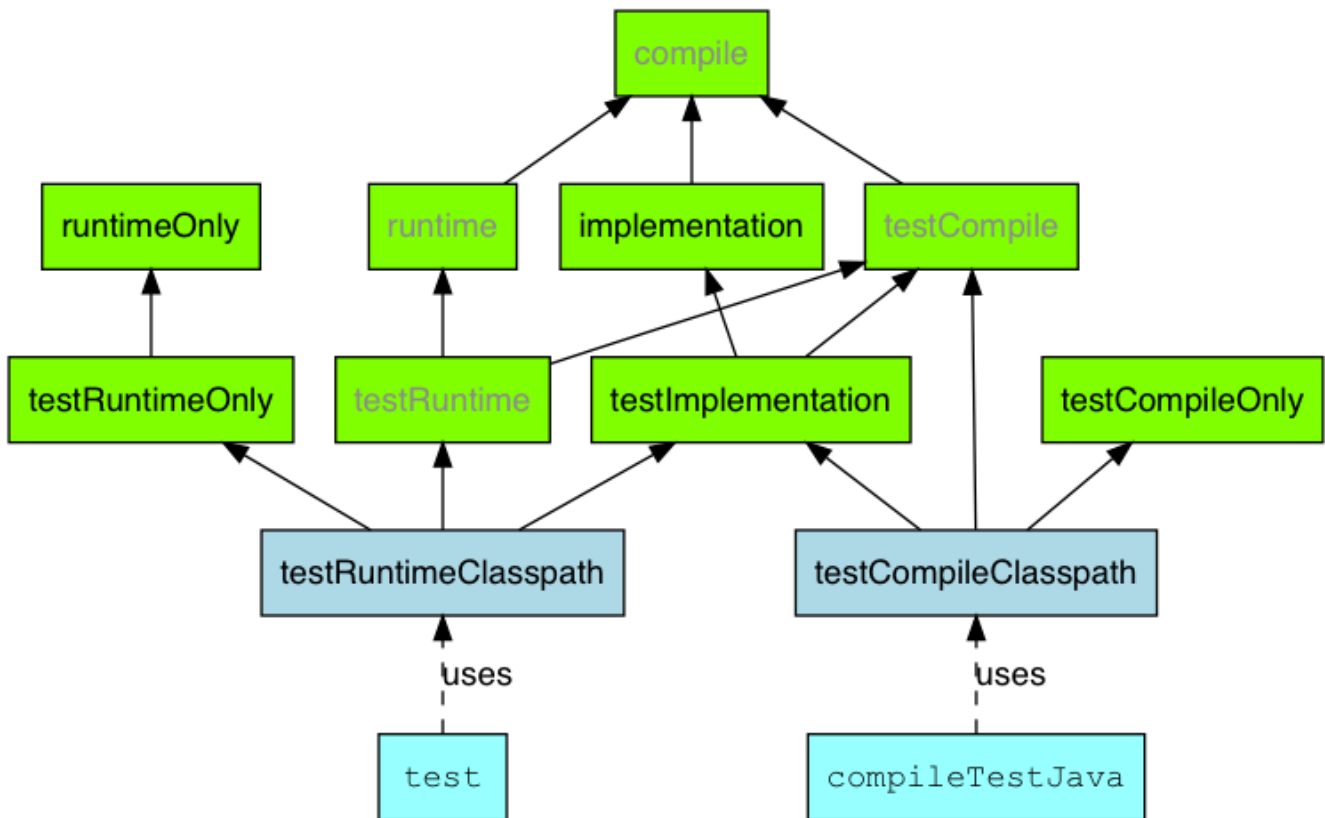 compile
runtimeOnly
runtime
implementation
testCompile
testRuntimeOnly
testRuntime
testImplementation
testCompileOnly
testRuntimeClasspath
testCompileClasspath
uses
uses
test
compileTestJava